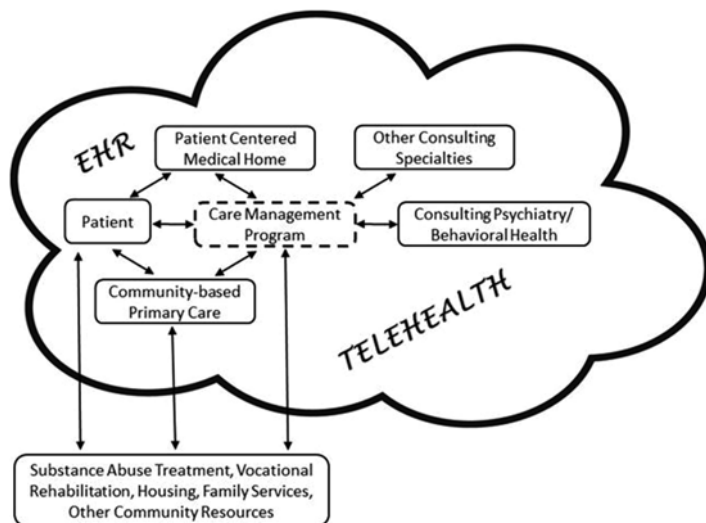 EHR
Patient Centered
Medical Home
Other Consulting
Specialties
Patient
Care Management
Program
Consulting Psychiatry/
Behavioral Health
Community-based
Primary Care
TELEHEALTH
Substance Abuse Treatment, Vocational
Rehabilitation, Housing, Family Services,
Other Community Resources